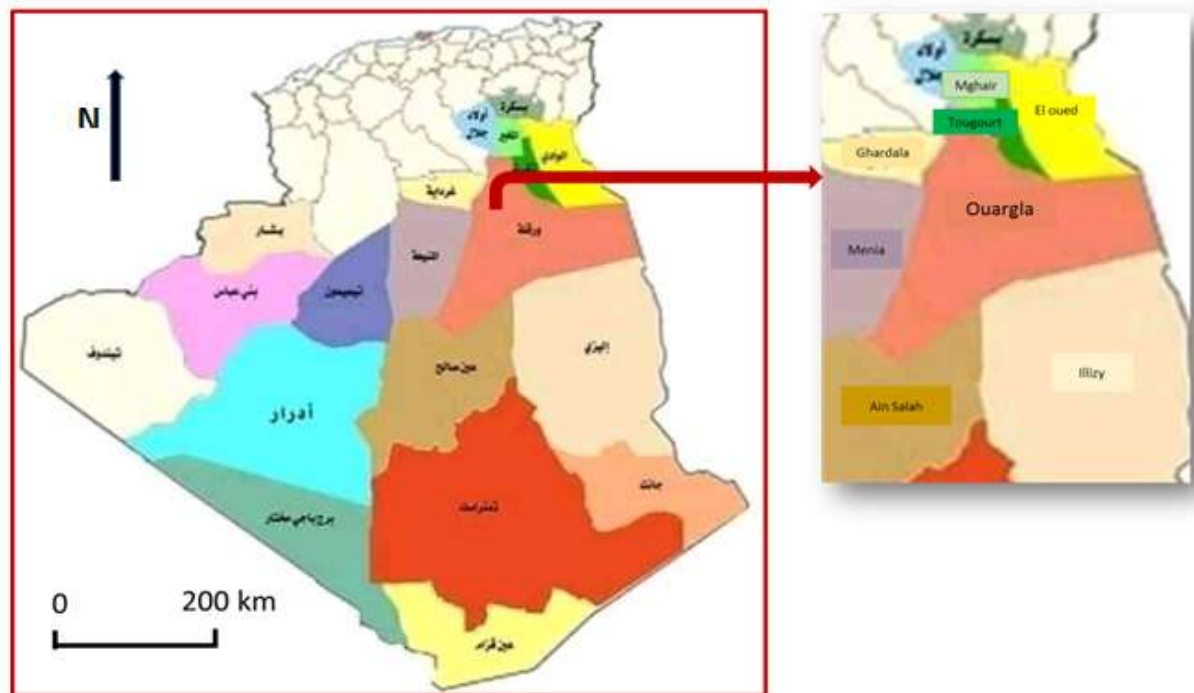 N
بسكرة
أولاد
جلال
المغير
الوادي
غرداية
ورقلة
المنيعة
بشار
تيميمون
بني عباس
تيندوف
عين صالح
إليزي
أدرار
جانت
تمنراست
برج باجي مختار
عين قزام
0 200 km
بسكرة
أولاد
جلال
Mghair
Tougourt
El oued
Ghardala
Ouargla
Menia
Illizy
Ain Salah